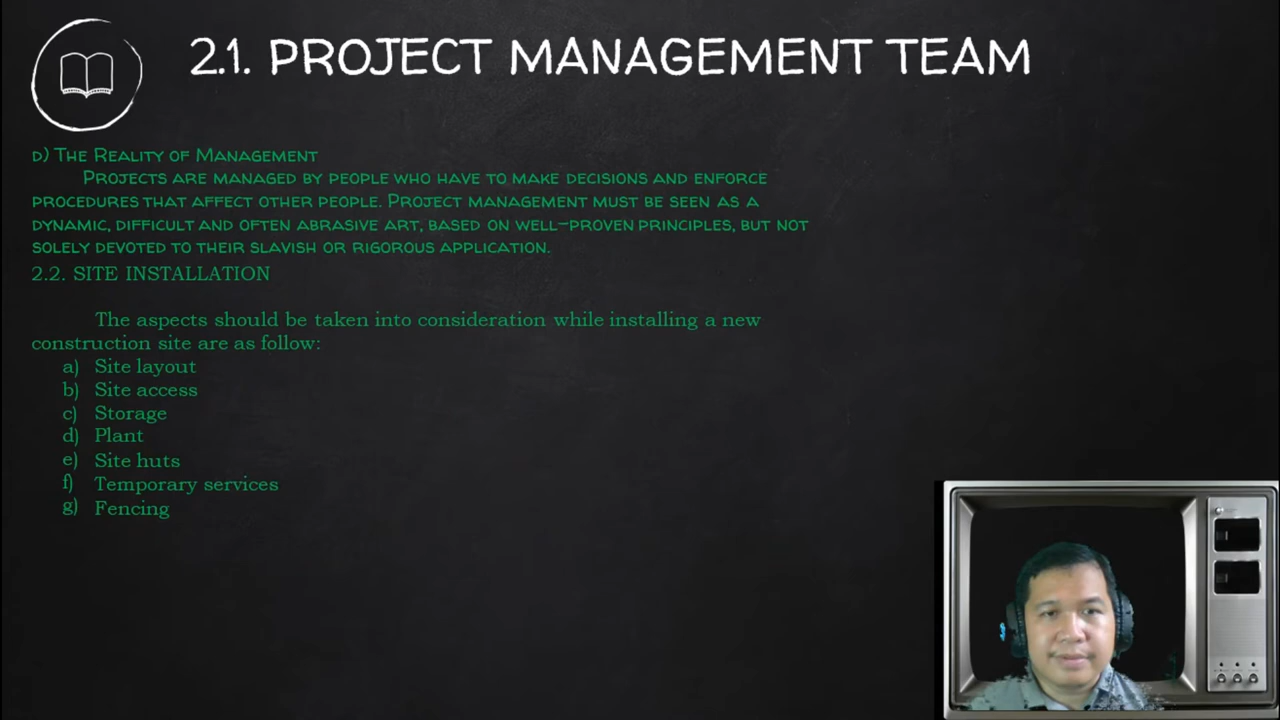 2.1. PROJECT MANAGEMENT TEAM
D) THE REALITY OF MANAGEMENT
PROJECTS ARE MANAGED BY PEOPLE WHO HAVE TO MAKE DECISIONS AND ENFORCE
PROCEDURES THAT AFFECT OTHER PEOPLE. PROJECT MANAGEMENT MUST BE SEEN AS A
DYNAMIC, DIFFICULT AND OFTEN ABRASIVE ART, BASED ON WELL-PROVEN PRINCIPLES, BUT NOT
SOLELY DEVOTED TO THEIR SLAVISH OR RIGOROUS APPLICATION.
2.2. SITE INSTALLATION
The aspects should be taken into consideration while installing a new
construction site are as follow:
a) Site layout
b) Site access
c) Storage
d) Plant
e) Site huts
f) Temporary services
g) Fencing